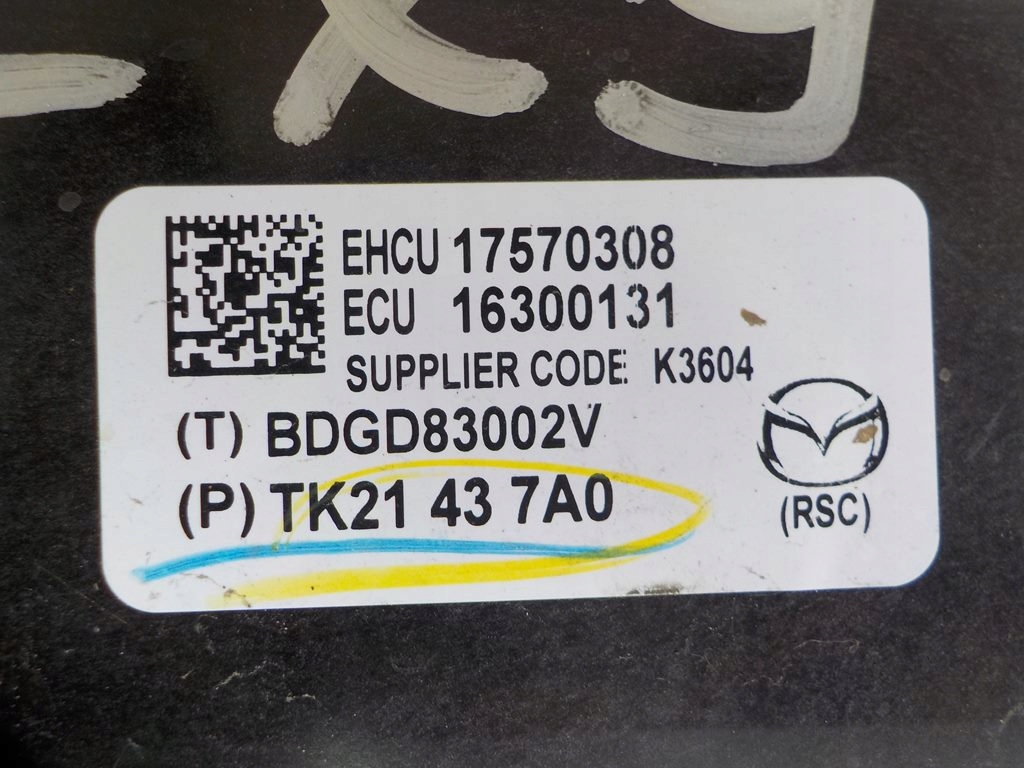 EHCU 17570308
ECU 16300131
SUPPLIER CODE: K3604
(T) BDGD83002V
(P) TK21 43 7A0
(RSC)